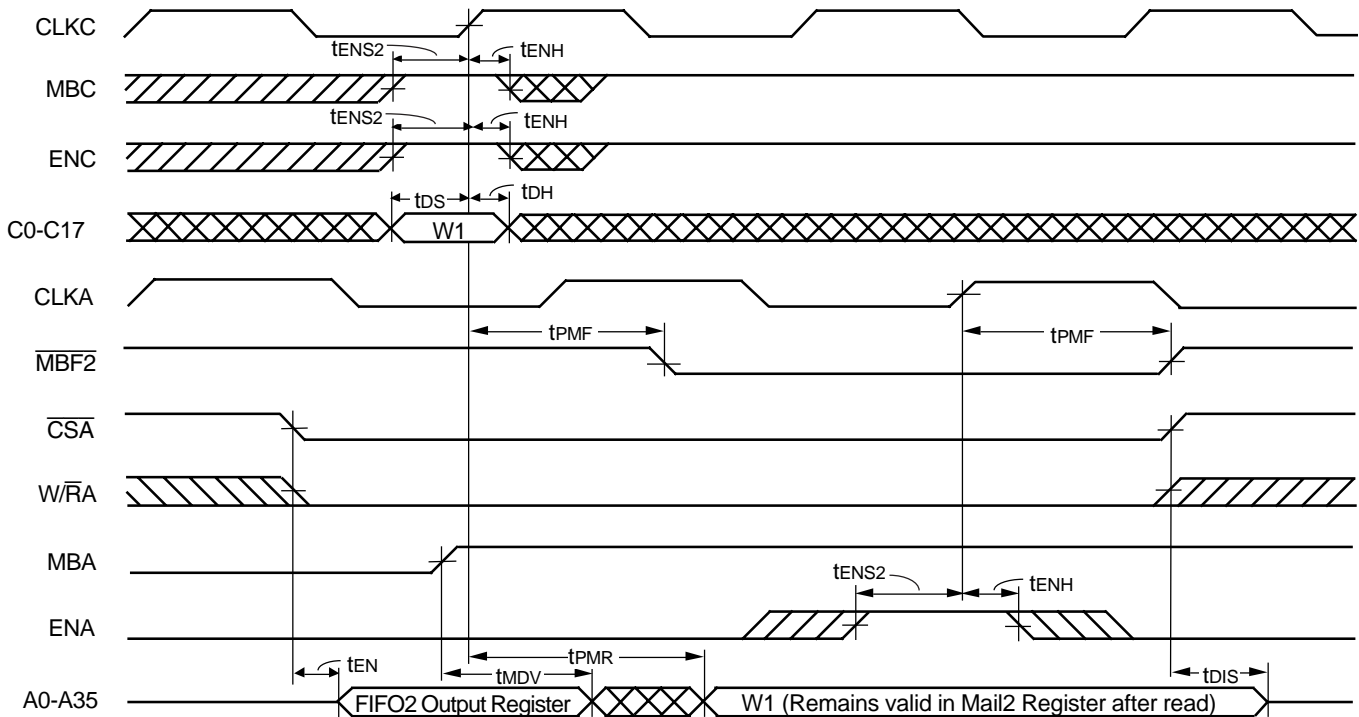 CLKC
tENS2 tENH
MBC
tENS2 tENH
ENC
tDS tDH
C0-C17 W1
CLKA
tPMF tPMF
MBF2
CSA
W/RA
MBA
tENS2 tENH
ENA
tPMR
tEN tMDV tDIS
A0-A35 FIFO2 Output Register W1 (Remains valid in Mail2 Register after read)